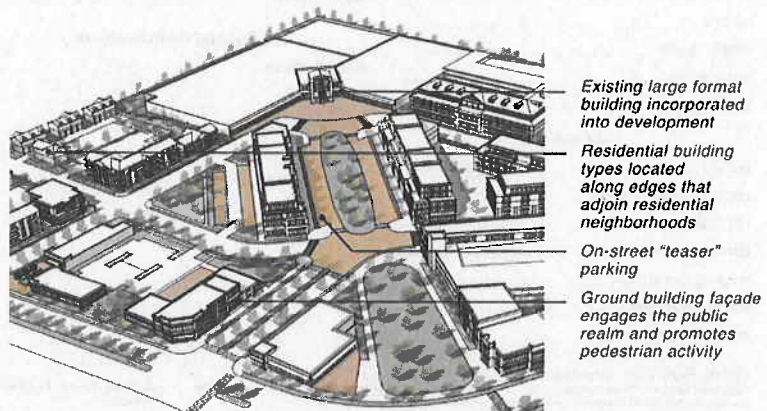 Existing large format
building incorporated
into development
Residential building
types located
along edges that
adjoin residential
neighborhoods
On-street "teaser"
parking
Ground building façade
engages the public
realm and promotes
pedestrian activity